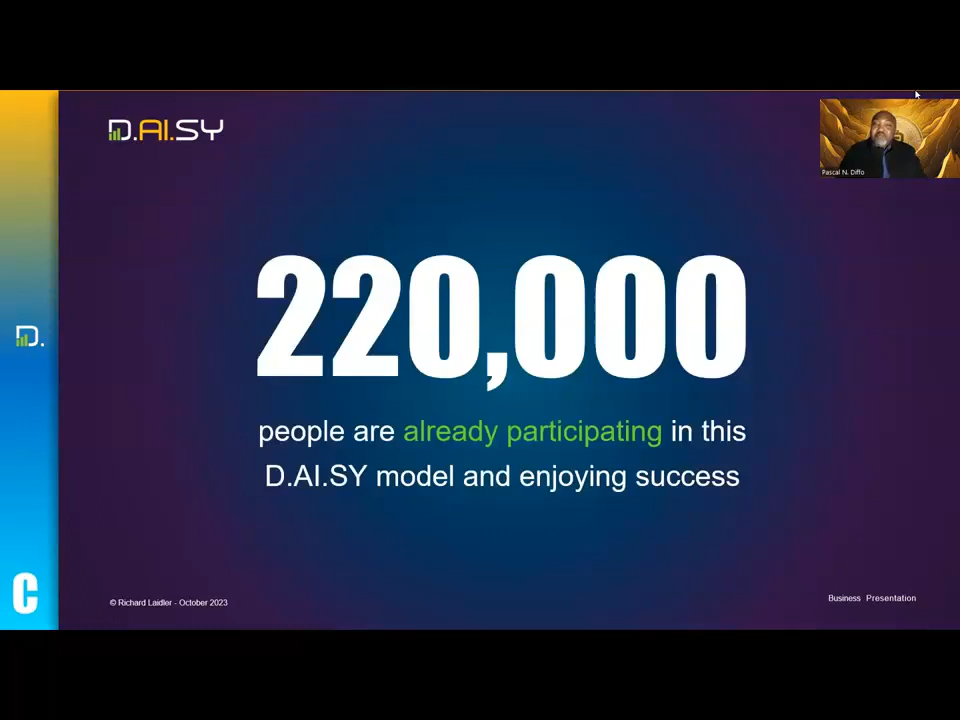 D.AI.SY
Pascal N. Diffo
220,000
people are already participating in this
D.AI.SY model and enjoying success
D.
C
© Richard Laidler - October 2023
Business Presentation